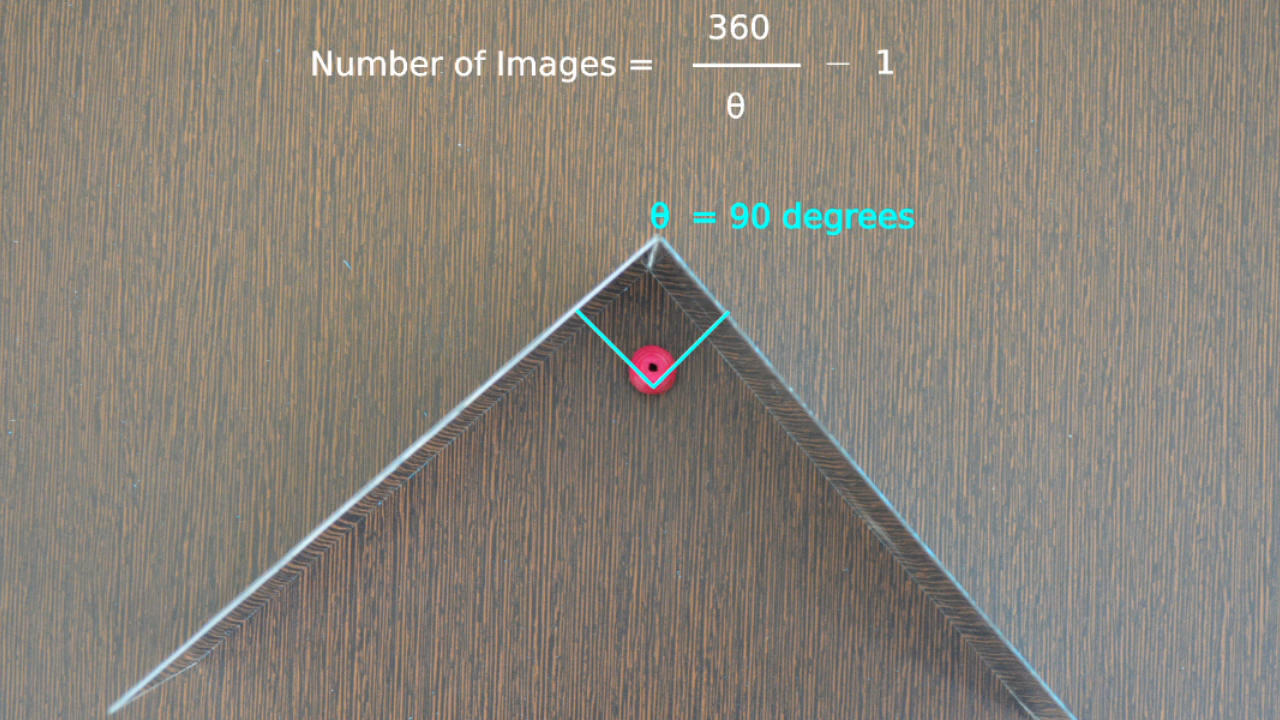 Number of Images = 360 / θ − 1
θ = 90 degrees